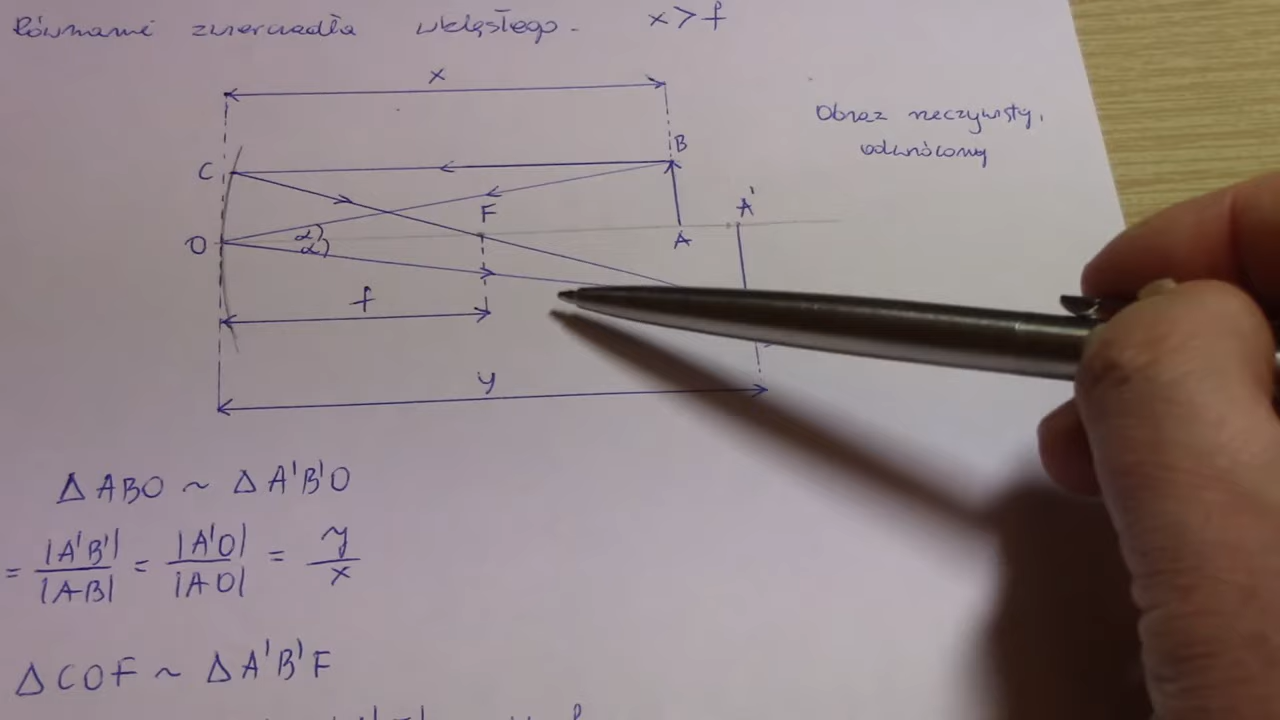 Równanie zwierciadła wklęsłego. x > f
x
Obraz rzeczywisty,
odwrócony
B
C
A'
F
α
O
α
A
f
y
Δ ABO ~ Δ A'B'O
= |A'B'| / |AB| = |A'O| / |AO| = y / x
Δ COF ~ Δ A'B'F